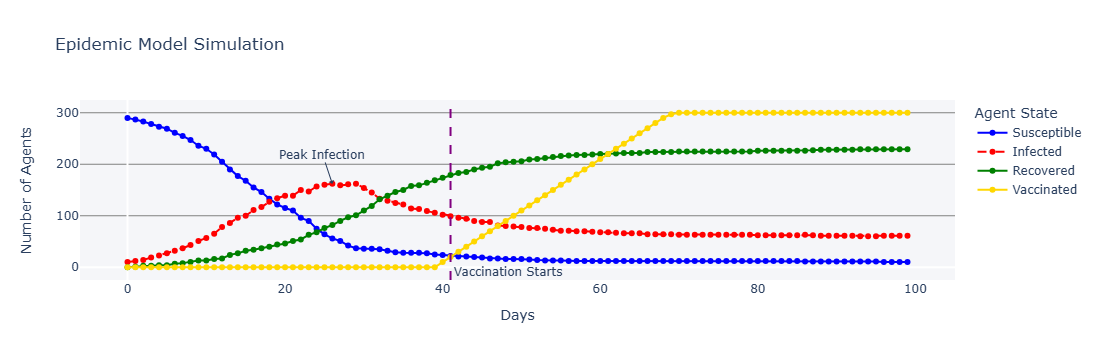 Epidemic Model Simulation
Number of Agents
300
200
100
0
Peak Infection
Vaccination Starts
0
20
40
60
80
100
Days
Agent State
Susceptible
Infected
Recovered
Vaccinated